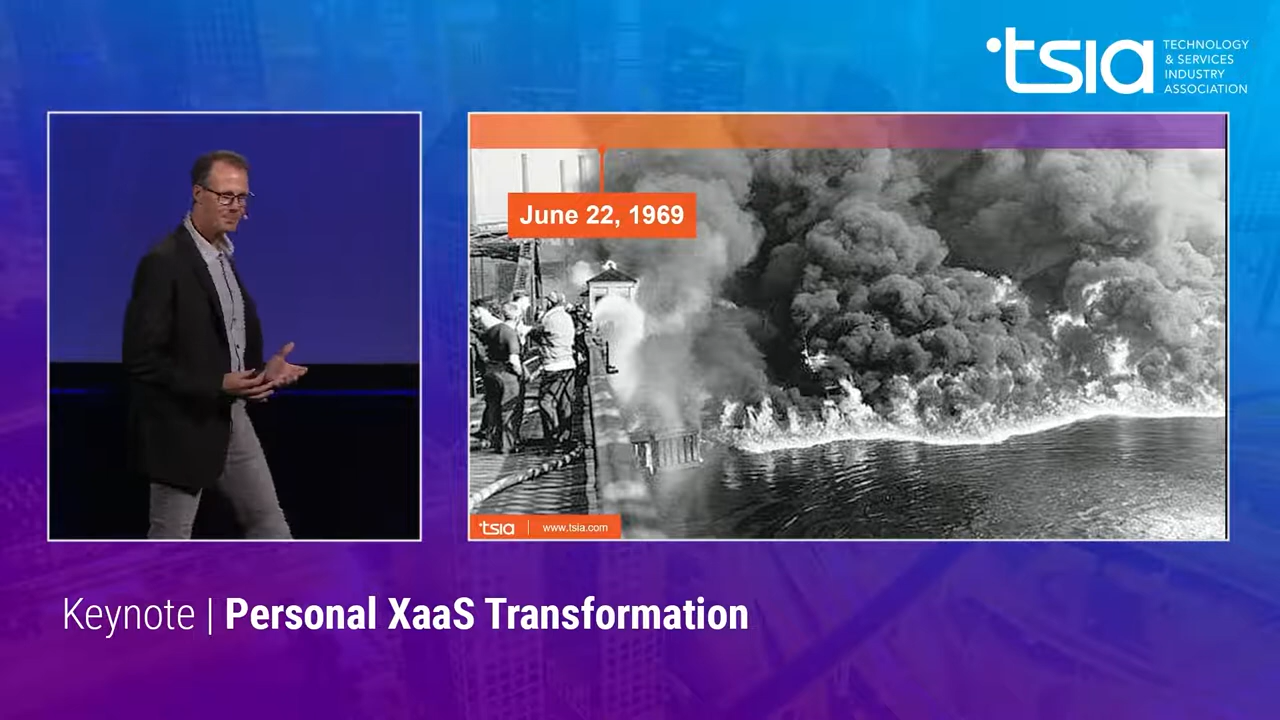 tsia
TECHNOLOGY
& SERVICES
INDUSTRY
ASSOCIATION
June 22, 1969
tsia | www.tsia.com
Keynote | Personal XaaS Transformation